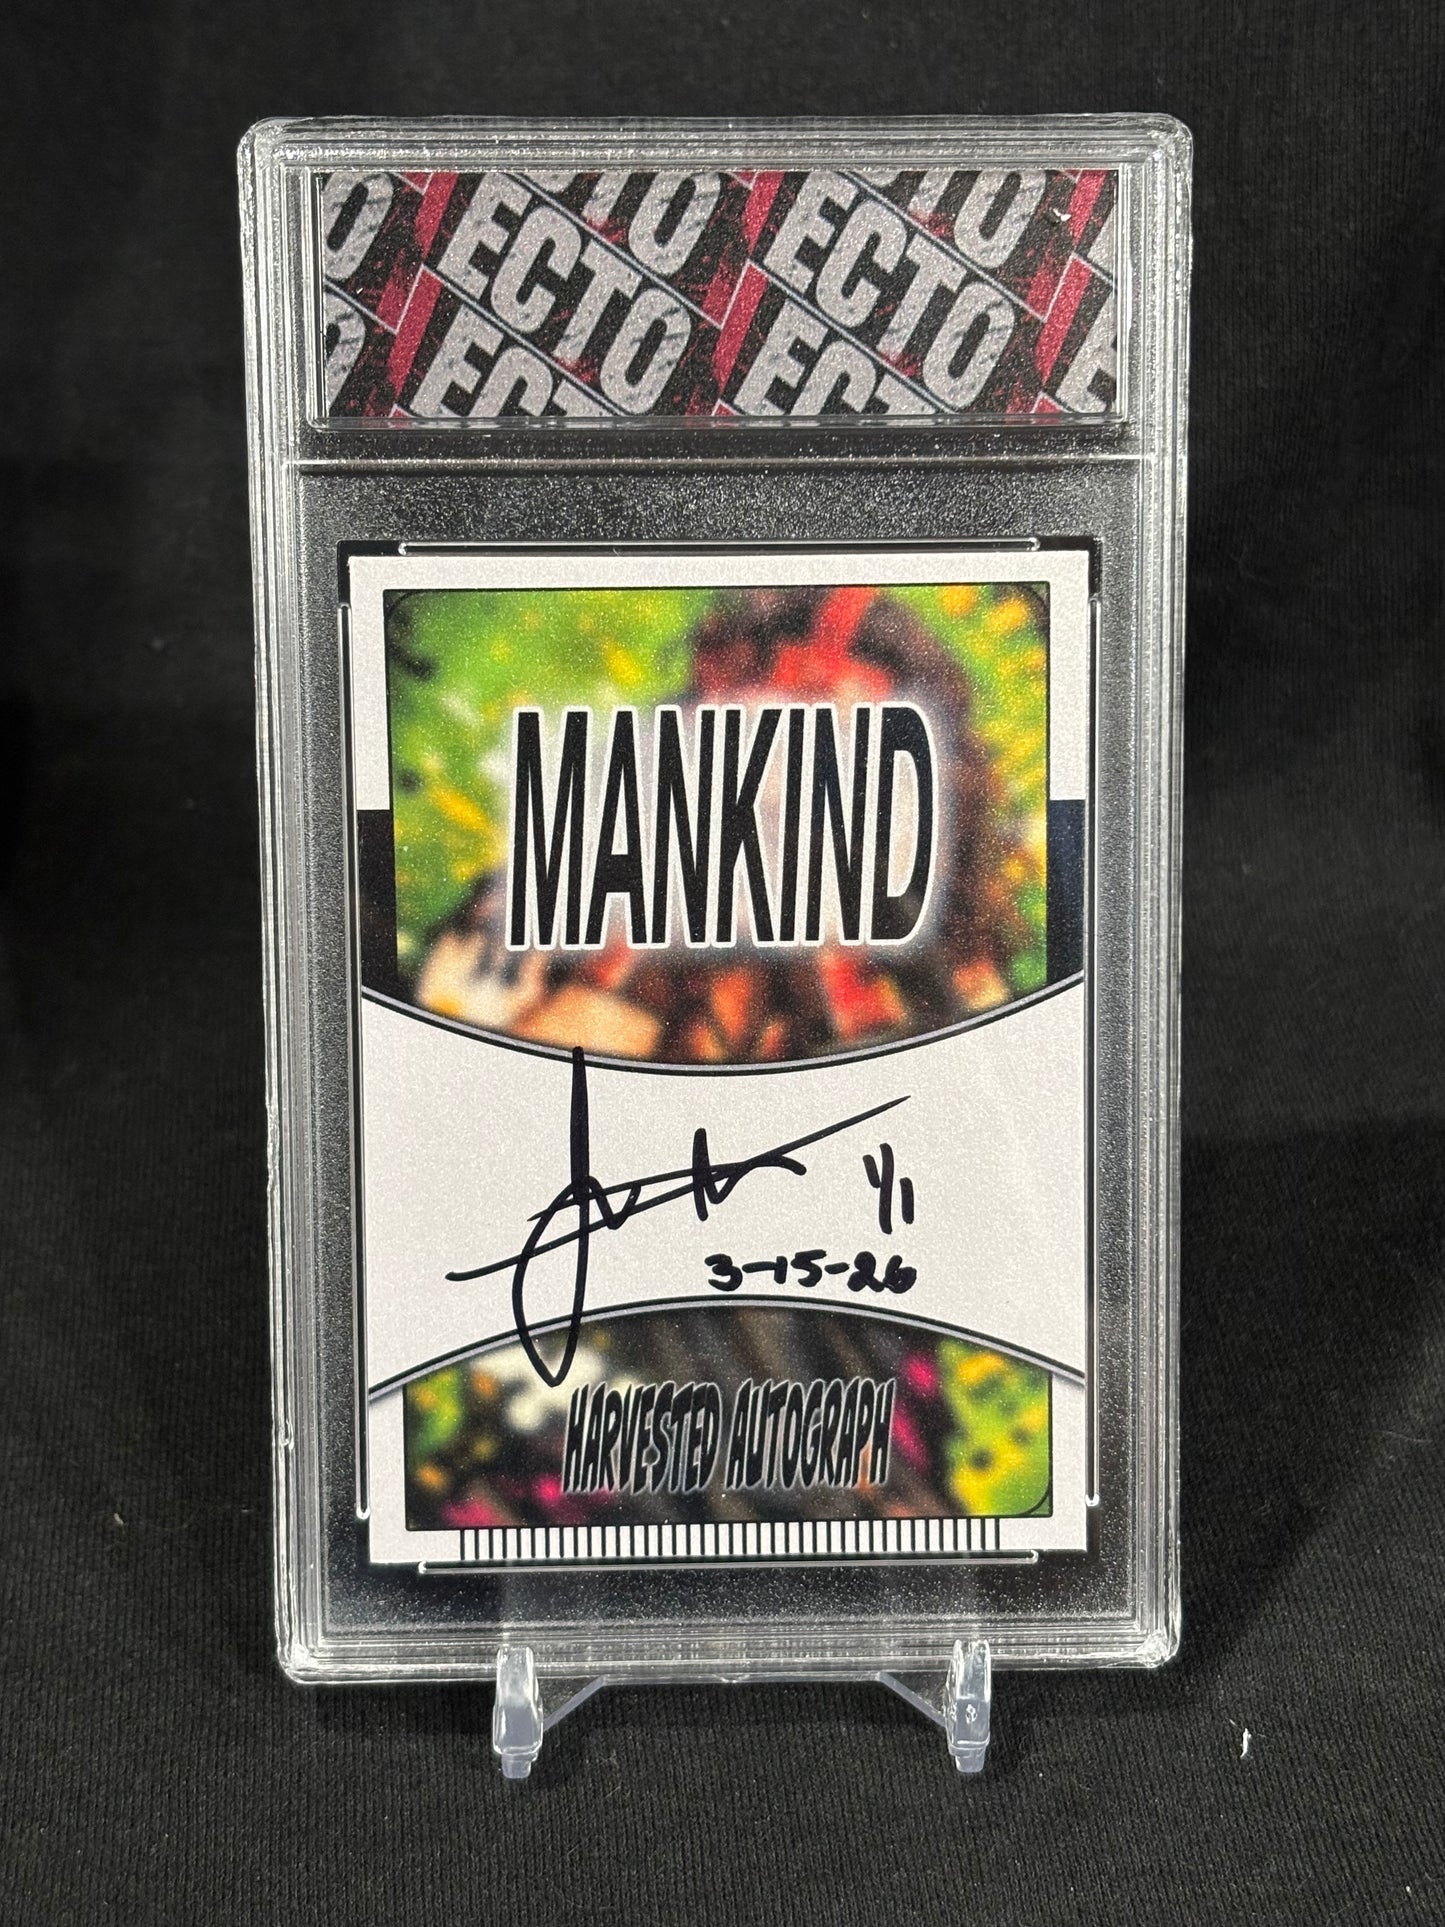 ECTO ECTO
ECTO ECTO
MANKIND
1/1
3-15-26
HARVESTED AUTOGRAPH